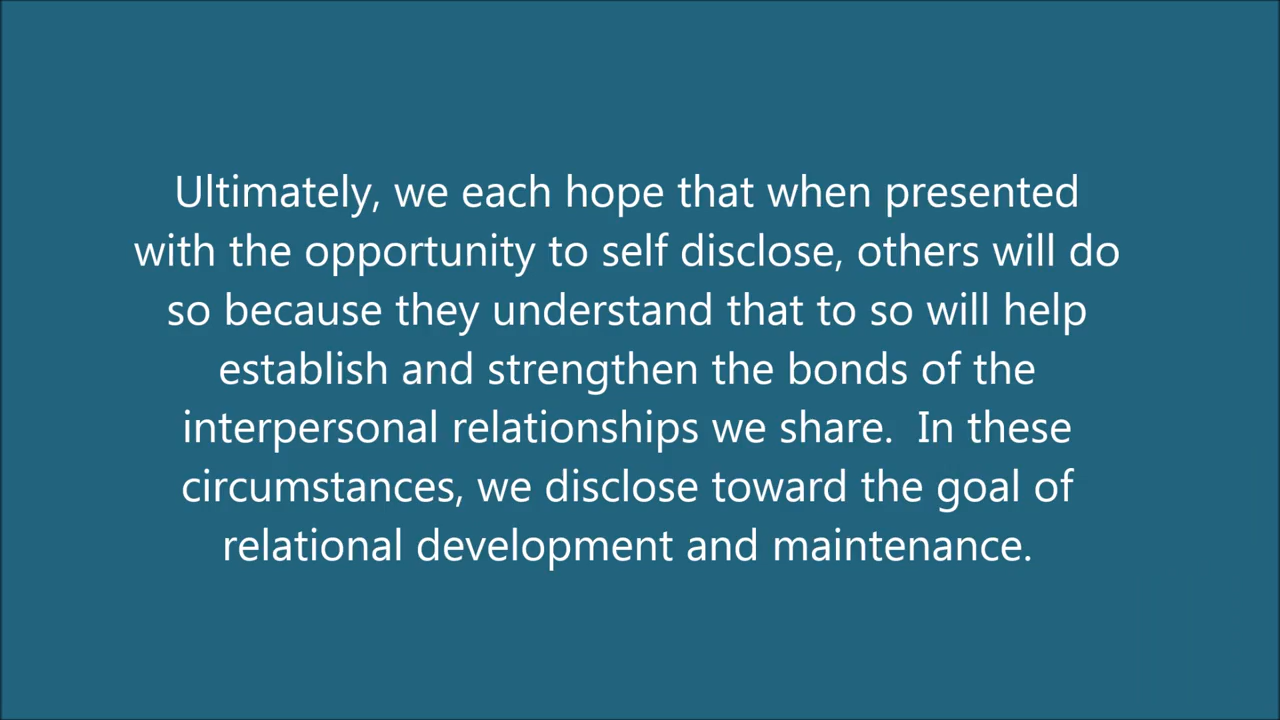 Ultimately, we each hope that when presented
with the opportunity to self disclose, others will do
so because they understand that to so will help
establish and strengthen the bonds of the
interpersonal relationships we share.  In these
circumstances, we disclose toward the goal of
relational development and maintenance.